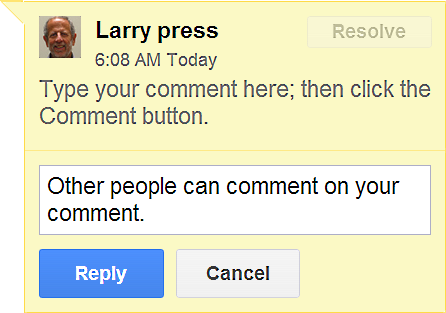 Larry press
Resolve
6:08 AM Today
Type your comment here; then click the
Comment button.
Other people can comment on your
comment.
Reply
Cancel